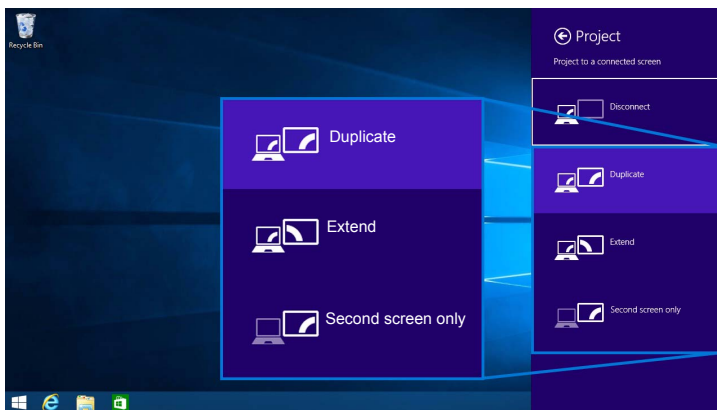 Recycle Bin
Project
Project to a connected screen
Disconnect
Duplicate
Extend
Second screen only
Duplicate
Extend
Second screen only